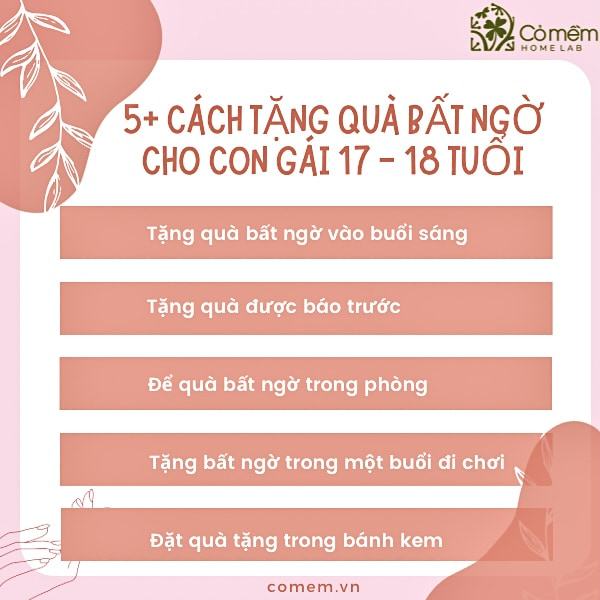 Cỏ mềm
HOME LAB
5+ CÁCH TẶNG QUÀ BẤT NGỜ
CHO CON GÁI 17 - 18 TUỔI
Tặng quà bất ngờ vào buổi sáng
Tặng quà được báo trước
Để quà bất ngờ trong phòng
Tặng bất ngờ trong một buổi đi chơi
Đặt quà tặng trong bánh kem
comem.vn